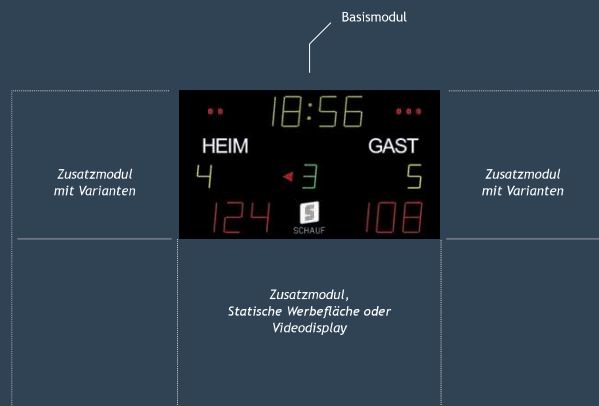 Basismodul
18:56
HEIM GAST
4 3 5
124 108
S
SCHAUF
Zusatzmodul
mit Varianten
Zusatzmodul
mit Varianten
Zusatzmodul,
Statische Werbefläche oder
Videodisplay